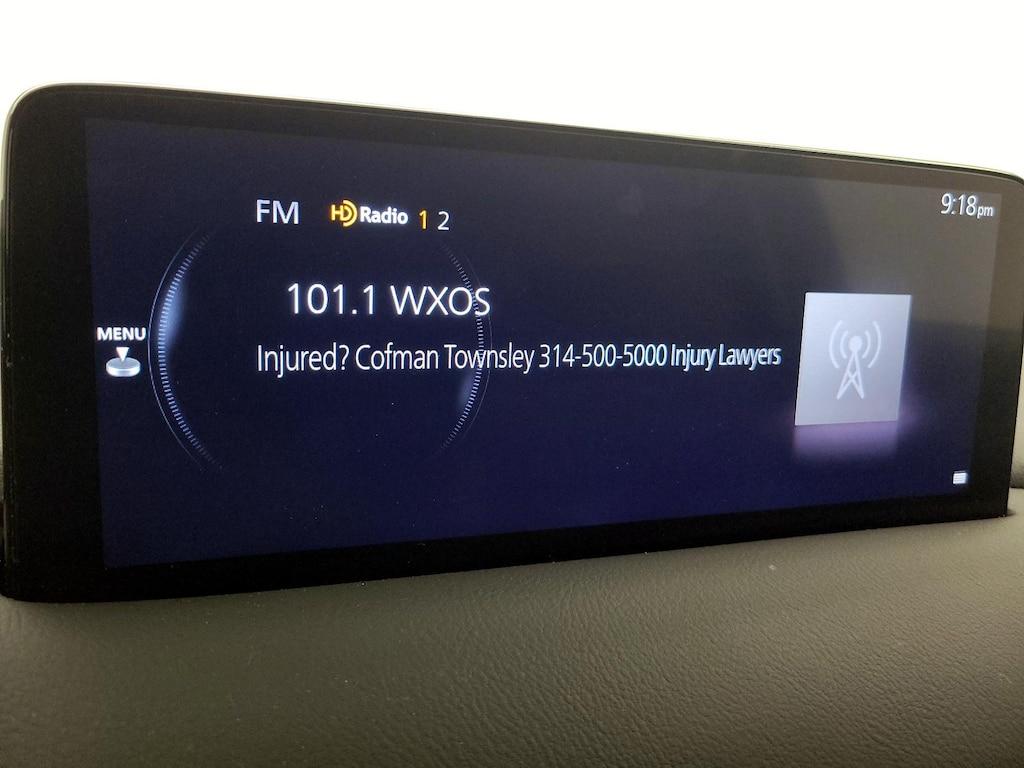 FM HD Radio 1 2
9:18pm
101.1 WXOS
MENU
Injured? Cofman Townsley 314-500-5000 Injury Lawyers